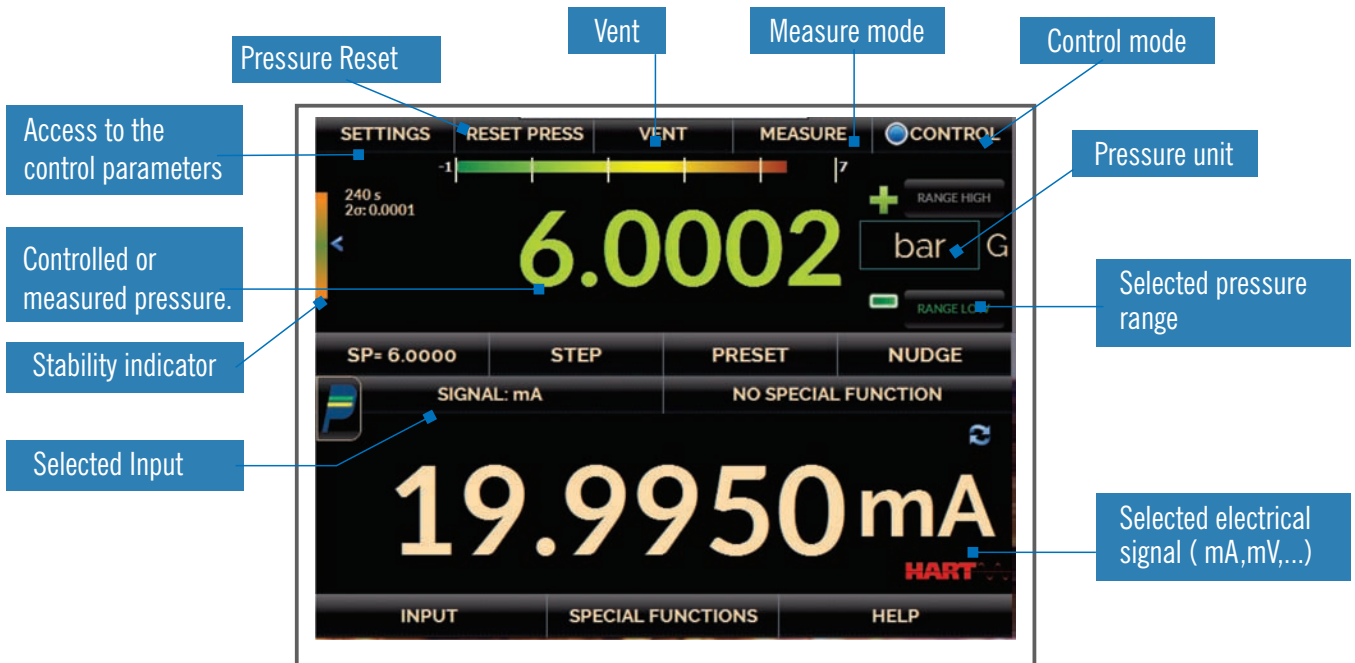 Vent
Measure mode
Control mode
Pressure Reset
Access to the
control parameters
Pressure unit
SETTINGS
RESET PRESS
VENT
MEASURE
CONTROL
-1
7
240 s
2σ: 0.0001
RANGE HIGH
6.0002
bar
G
RANGE LOW
Controlled or
measured pressure.
Selected pressure
range
Stability indicator
SP= 6.0000
STEP
PRESET
NUDGE
SIGNAL: mA
NO SPECIAL FUNCTION
Selected Input
19.9950 mA
HART
Selected electrical
signal ( mA,mV,...)
INPUT
SPECIAL FUNCTIONS
HELP